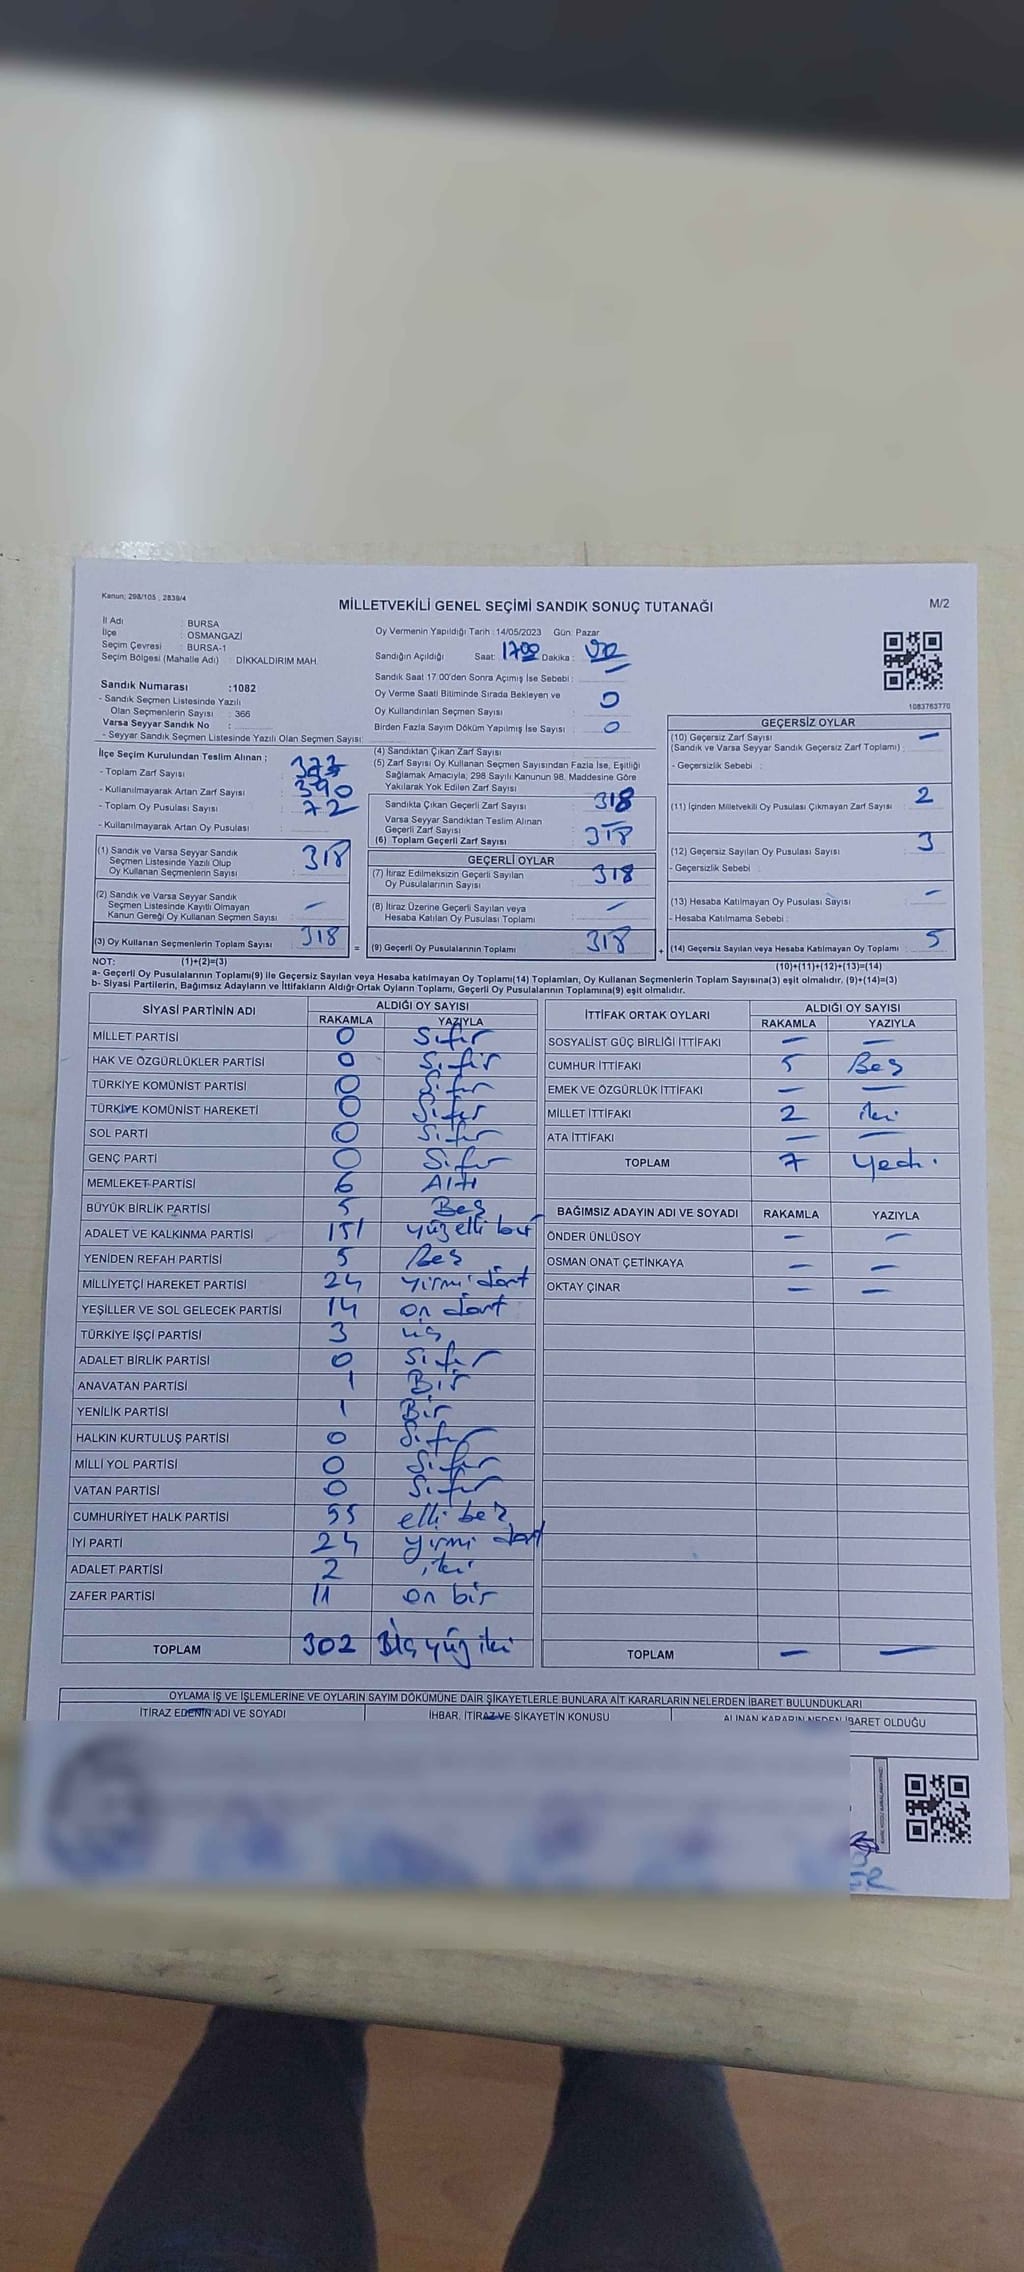 Kanun; 298/105 , 2839/4
MİLLETVEKİLİ GENEL SEÇİMİ SANDIK SONUÇ TUTANAĞI
M/2
İl Adı : BURSA
İlçe : OSMANGAZİ
Seçim Çevresi : BURSA-1
Seçim Bölgesi (Mahalle Adı) : DİKKALDIRIM MAH.
Sandık Numarası :1082
- Sandık Seçmen Listesinde Yazılı
Olan Seçmenlerin Sayısı : 366
Varsa Seyyar Sandık No :
- Seyyar Sandık Seçmen Listesinde Yazılı Olan Seçmen Sayısı:
Oy Vermenin Yapıldığı Tarih : 14/05/2023 Gün: Pazar
Sandığın Açıldığı Saat: 1700 Dakika :
Sandık Saat 17.00'den Sonra Açımış İse Sebebi :
Oy Verme Saati Bitiminde Sırada Bekleyen ve
Oy Kullandırılan Seçmen Sayısı : 0
Birden Fazla Sayım Döküm Yapılmış İse Sayısı : 0
1083763770
İlçe Seçim Kurulundan Teslim Alınan ;
- Toplam Zarf Sayısı :
- Kullanılmayarak Artan Zarf Sayısı : 390
- Toplam Oy Pusulası Sayısı : 72
- Kullanılmayarak Artan Oy Pusulası :
(1) Sandık ve Varsa Seyyar Sandık
Seçmen Listesinde Yazılı Olup
Oy Kullanan Seçmenlerin Sayısı : 318
(2) Sandık ve Varsa Seyyar Sandık
Seçmen Listesinde Kayıtlı Olmayan
Kanun Gereği Oy Kullanan Seçmen Sayısı : –
(3) Oy Kullanan Seçmenlerin Toplam Sayısı : 318
(4) Sandıktan Çıkan Zarf Sayısı :
(5) Zarf Sayısı Oy Kullanan Seçmen Sayısından Fazla İse, Eşitliği
Sağlamak Amacıyla, 298 Sayılı Kanunun 98. Maddesine Göre
Yakılarak Yok Edilen Zarf Sayısı
Sandıkta Çıkan Geçerli Zarf Sayısı : 318
Varsa Seyyar Sandıktan Teslim Alınan
Geçerli Zarf Sayısı : –
(6) Toplam Geçerli Zarf Sayısı : 318
GEÇERLİ OYLAR
(7) İtiraz Edilmeksizin Geçerli Sayılan
Oy Pusulalarının Sayısı : 318
(8) İtiraz Üzerine Geçerli Sayılan veya
Hesaba Katılan Oy Pusulası Toplamı : –
= (9) Geçerli Oy Pusulalarının Toplamı : 318 +
GEÇERSİZ OYLAR
(10) Geçersiz Zarf Sayısı : –
(Sandık ve Varsa Seyyar Sandık Geçersiz Zarf Toplamı)
- Geçersizlik Sebebi :
(11) İçinden Milletvekili Oy Pusulası Çıkmayan Zarf Sayısı : 2
(12) Geçersiz Sayılan Oy Pusulası Sayısı : 3
- Geçersizlik Sebebi :
(13) Hesaba Katılmayan Oy Pusulası Sayısı : –
- Hesaba Katılmama Sebebi :
(14) Geçersiz Sayılan veya Hesaba Katılmayan Oy Toplamı : 5
NOT: (1)+(2)=(3)
(10)+(11)+(12)+(13)=(14)
a- Geçerli Oy Pusulasının Toplamı(9) ile Geçersiz Sayılan veya Hesaba katılmayan Oy Toplamı(14) Toplamları, Oy Kullanan Seçmenlerin Toplam Sayısına(3) eşit olmalıdır. (9)+(14)=(3)
b- Siyasi Partilerin, Bağımsız Adayların ve İttifakların Aldığı Ortak Oyların Toplamı, Geçerli Oy Pusulalarının Toplamına(9) eşit olmalıdır.
SİYASİ PARTİNİN ADI ALDIĞI OY SAYISI
RAKAMLA YAZIYLA
MİLLET PARTİSİ 0 Sıfır
HAK VE ÖZGÜRLÜKLER PARTİSİ 0 Sıfır
TÜRKİYE KOMÜNİST PARTİSİ 0 Sıfır
TÜRKİYE KOMÜNİST HAREKETİ 0 Sıfır
SOL PARTİ 0 Sıfır
GENÇ PARTİ 0 Sıfır
MEMLEKET PARTİSİ 6 Altı
BÜYÜK BİRLİK PARTİSİ 5 Beş
ADALET VE KALKINMA PARTİSİ 151 yüzelli bir
YENİDEN REFAH PARTİSİ 5 Beş
MİLLİYETÇİ HAREKET PARTİSİ 24 Yirmi dört
YEŞİLLER VE SOL GELECEK PARTİSİ 14 on dört
TÜRKİYE İŞÇİ PARTİSİ 3 üç
ADALET BİRLİK PARTİSİ 0 Sıfır
ANAVATAN PARTİSİ 1 Bir
YENİLİK PARTİSİ 1 Bir
HALKIN KURTULUŞ PARTİSİ 0 Sıfır
MİLLİ YOL PARTİSİ 0 Sıfır
VATAN PARTİSİ 0 Sıfır
CUMHURİYET HALK PARTİSİ 55 elli beş
İYİ PARTİ 24 yirmi dört
ADALET PARTİSİ 2 iki
ZAFER PARTİSİ 11 on bir
TOPLAM 302 üç yüz iki
İTTİFAK ORTAK OYLARI ALDIĞI OY SAYISI
RAKAMLA YAZIYLA
SOSYALİST GÜÇ BİRLİĞİ İTTİFAKI – –
CUMHUR İTTİFAKI 5 Beş
EMEK VE ÖZGÜRLÜK İTTİFAKI – –
MİLLET İTTİFAKI 2 iki
ATA İTTİFAKI – –
TOPLAM 7 Yedi
BAĞIMSIZ ADAYIN ADI VE SOYADI RAKAMLA YAZIYLA
ÖNDER ÜNLÜSOY – –
OSMAN ONAT ÇETİNKAYA – –
OKTAY ÇINAR – –
TOPLAM – –
OYLAMA İŞ VE İŞLEMLERİNE VE OYLARIN SAYIM DÖKÜMÜNE DAİR ŞİKAYETLERLE BUNLARA AİT KARARLARIN NELERDEN İBARET BULUNDUKLARI
İTİRAZ EDENİN ADI VE SOYADI
İHBAR, İTİRAZ VE ŞİKAYETİN KONUSU
ALINAN KARARIN NEDEN İBARET OLDUĞU